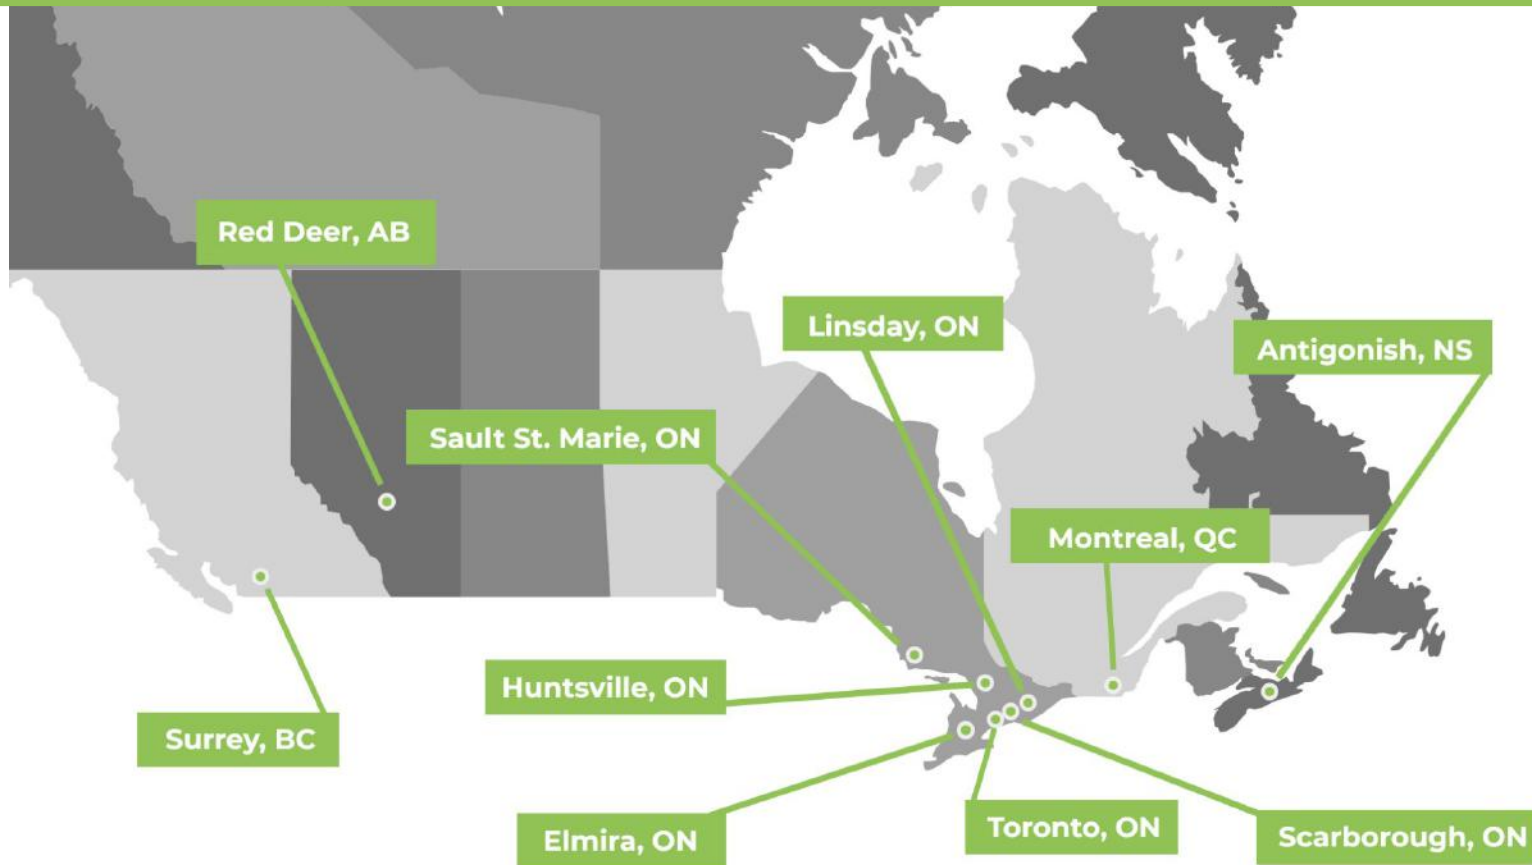 Red Deer, AB
Linsday, ON
Antigonish, NS
Sault St. Marie, ON
Montreal, QC
Huntsville, ON
Surrey, BC
Elmira, ON
Toronto, ON
Scarborough, ON